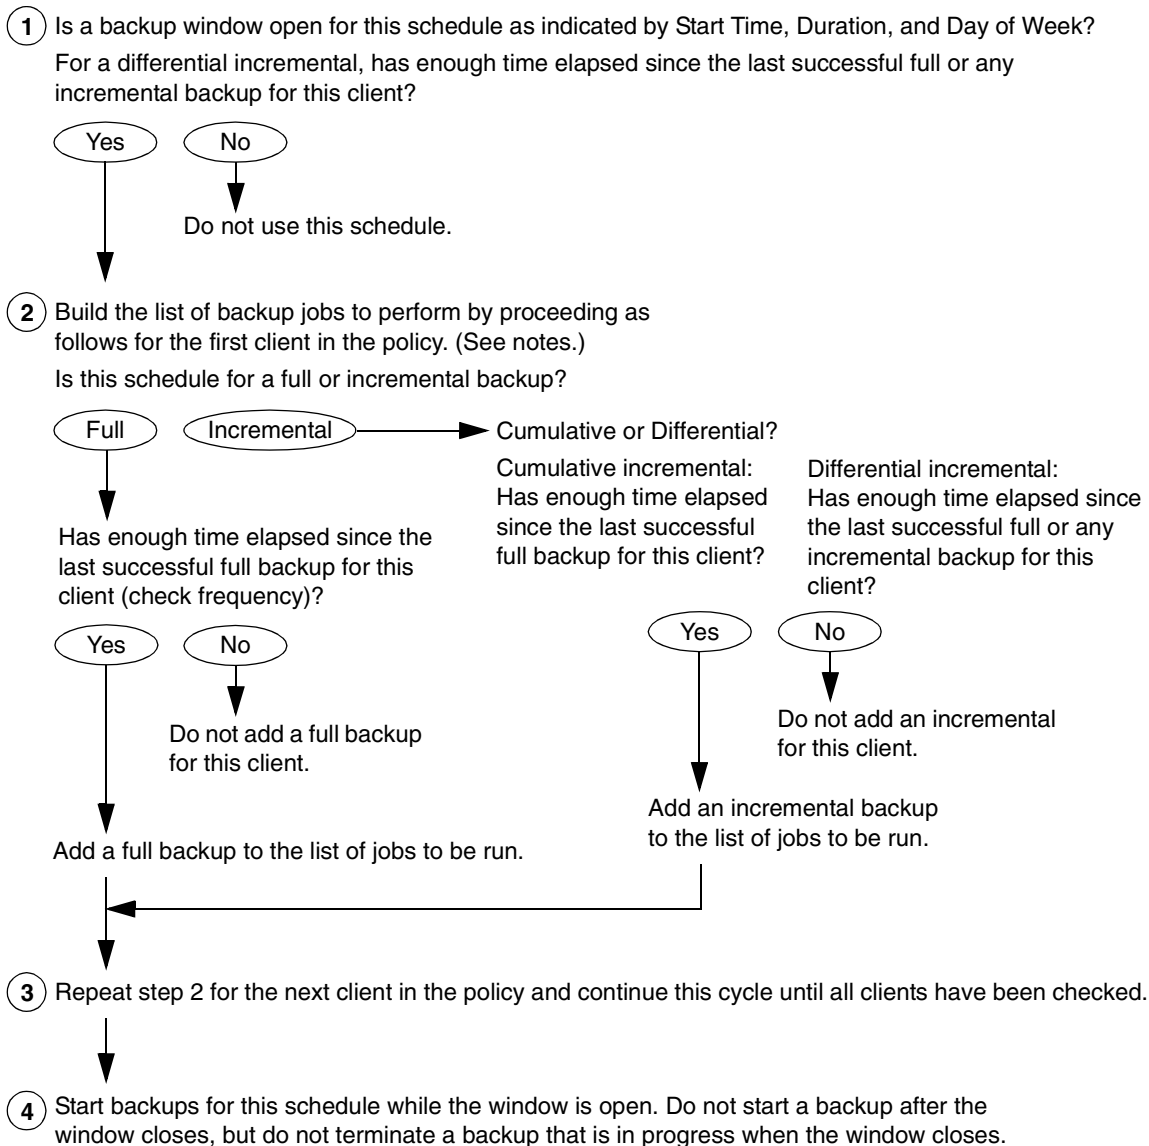 1 Is a backup window open for this schedule as indicated by Start Time, Duration, and Day of Week?
For a differential incremental, has enough time elapsed since the last successful full or any
incremental backup for this client?
Yes
No
Do not use this schedule.
2 Build the list of backup jobs to perform by proceeding as
follows for the first client in the policy. (See notes.)
Is this schedule for a full or incremental backup?
Full
Incremental
Cumulative or Differential?
Cumulative incremental:
Has enough time elapsed
since the last successful
full backup for this client?
Differential incremental:
Has enough time elapsed since
the last successful full or any
incremental backup for this
client?
Has enough time elapsed since the
last successful full backup for this
client (check frequency)?
Yes
No
Yes
No
Do not add a full backup
for this client.
Do not add an incremental
for this client.
Add an incremental backup
to the list of jobs to be run.
Add a full backup to the list of jobs to be run.
3 Repeat step 2 for the next client in the policy and continue this cycle until all clients have been checked.
4 Start backups for this schedule while the window is open. Do not start a backup after the
window closes, but do not terminate a backup that is in progress when the window closes.